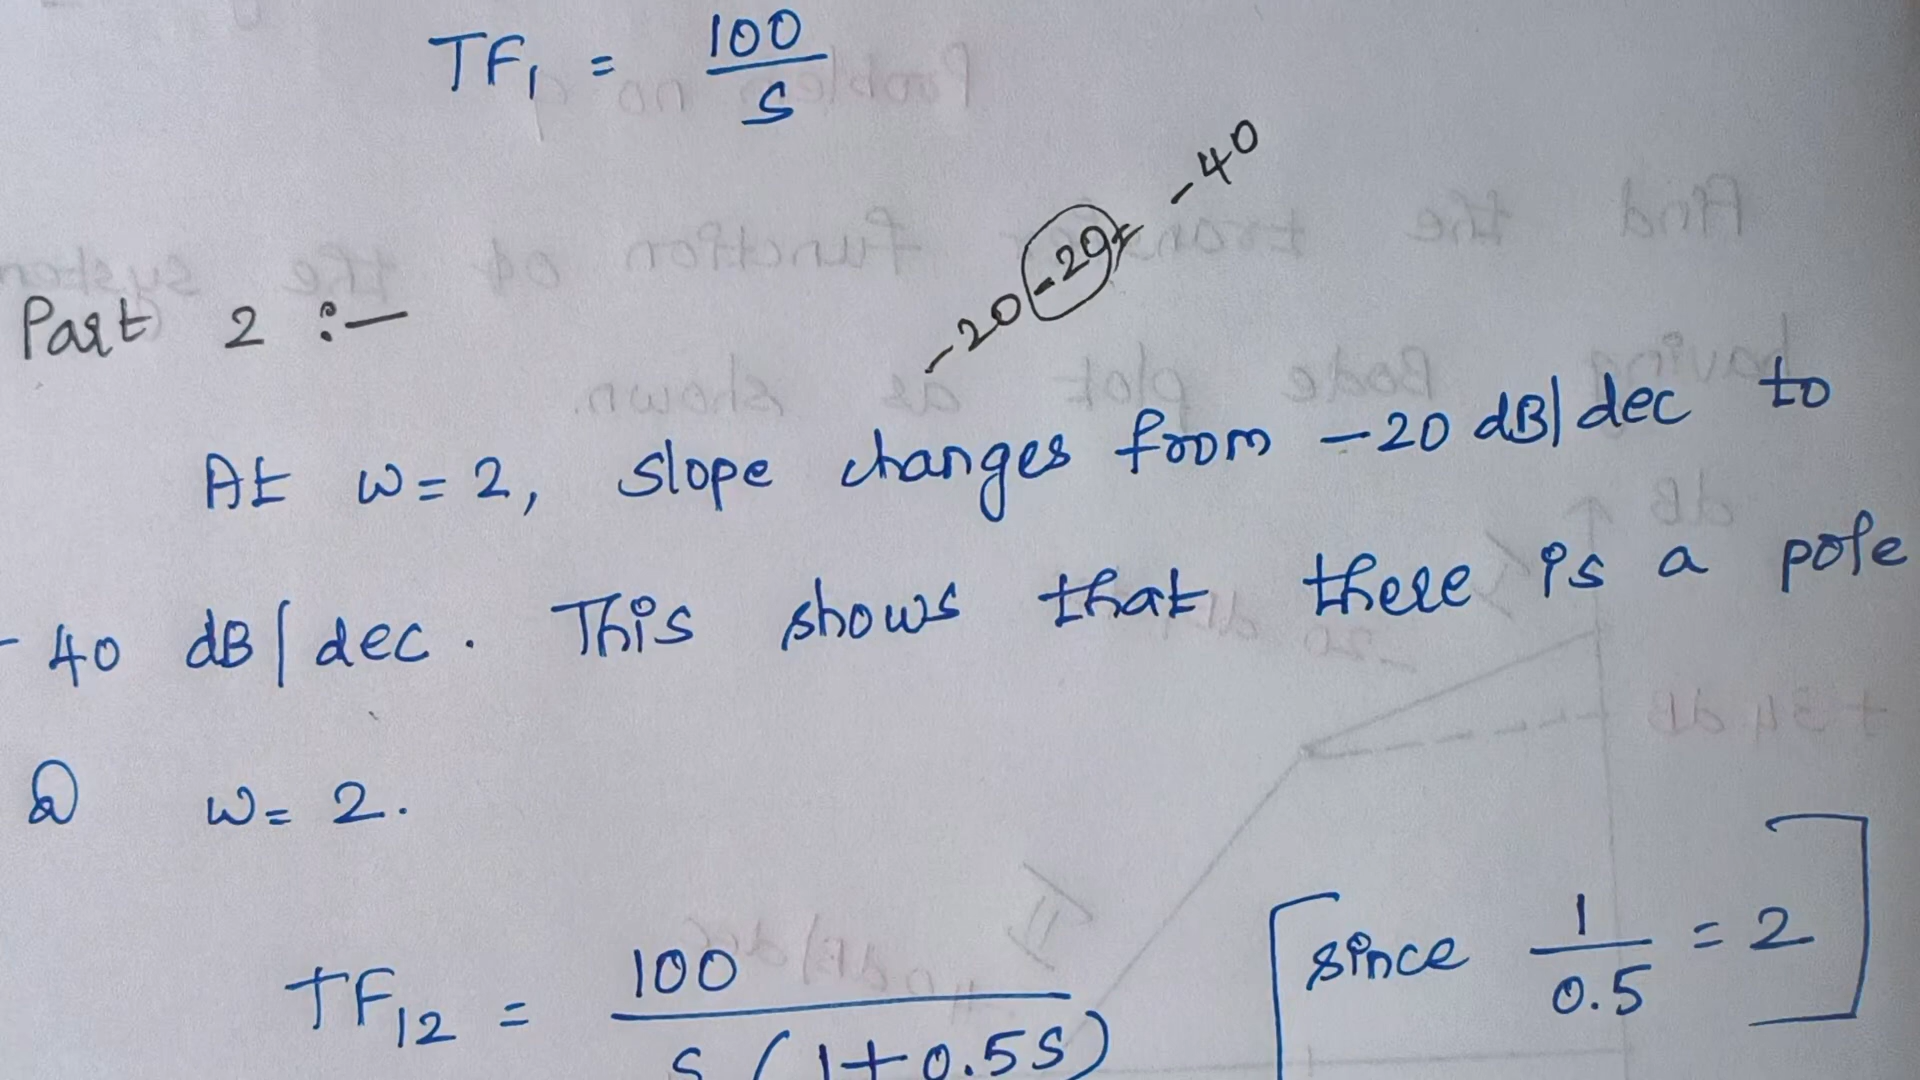 TF1 = 100/s
-20 -20 = -40
Part 2 :-
At ω = 2, slope changes from -20 dB/dec to
-40 dB/dec. This shows that there is a pole
@ ω = 2.
TF12 = 100/s(1+0.5s) [since 1/0.5 = 2]